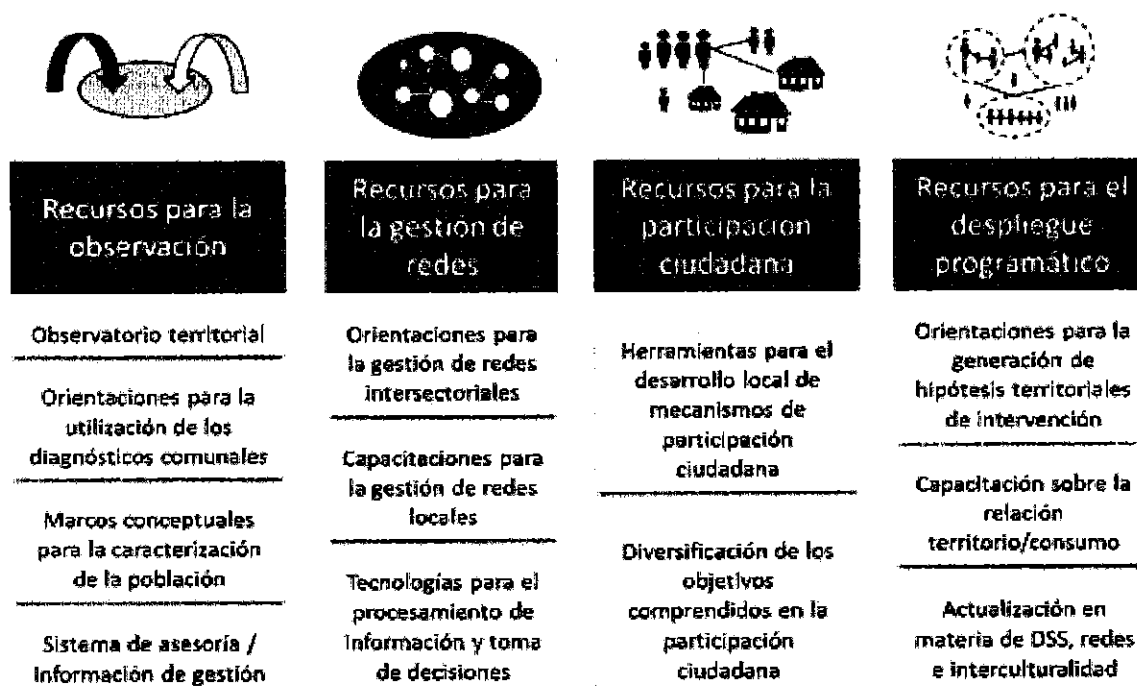 Recursos para la
observación
Observatorio territorial
Orientaciones para la
utilización de los
diagnósticos comunales
Marcos conceptuales
para la caracterización
de la población
Sistema de asesoría /
Información de gestión
Recursos para
la gestión de
redes
Orientaciones para
la gestión de redes
intersectoriales
Capacitaciones para
la gestión de redes
locales
Tecnologías para el
procesamiento de
información y toma
de decisiones
Recursos para la
participacion
ciudadana
Herramientas para el
desarrollo local de
mecanismos de
participación
ciudadana
Diversificación de los
objetivos
comprendidos en la
participación
ciudadana
Recursos para el
despliegue
programático
Orientaciones para la
generación de
hipótesis territoriales
de intervención
Capacitación sobre la
relación
territorio/consumo
Actualización en
materia de DSS, redes
e interculturalidad